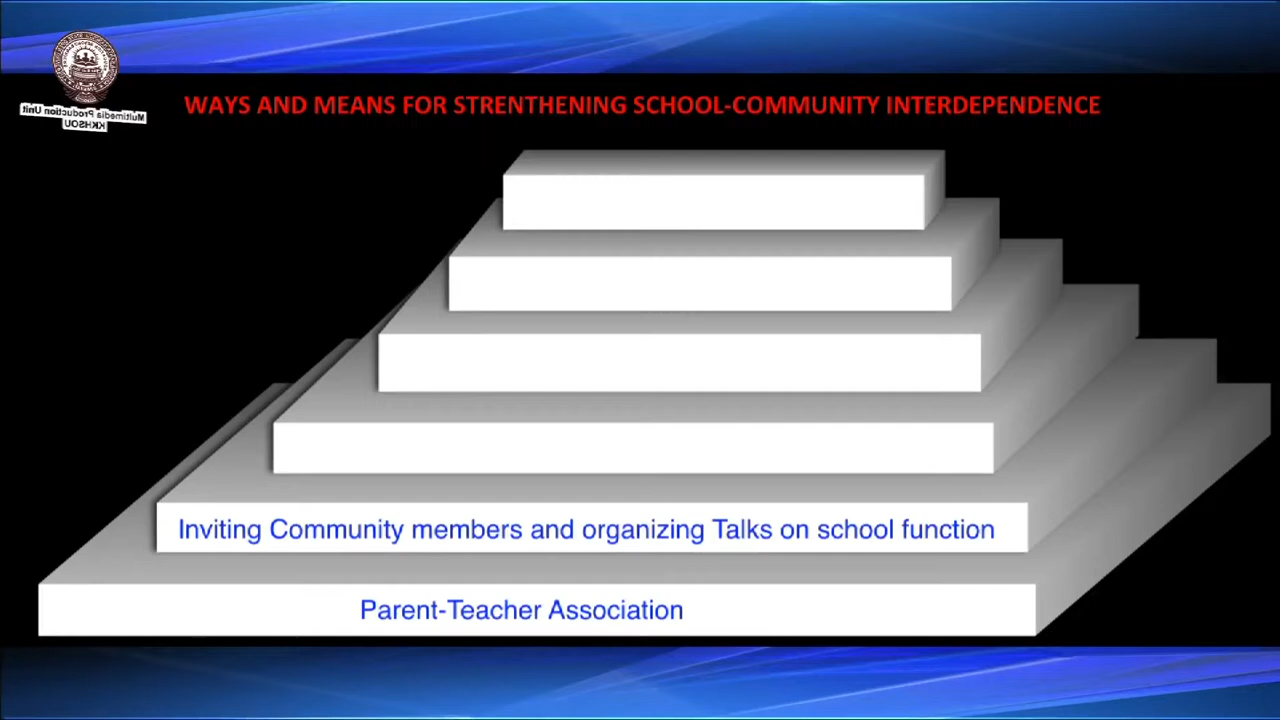 Multimedia Production Unit
KKHSOU
WAYS AND MEANS FOR STRENTHENING SCHOOL-COMMUNITY INTERDEPENDENCE
Inviting Community members and organizing Talks on school function
Parent-Teacher Association